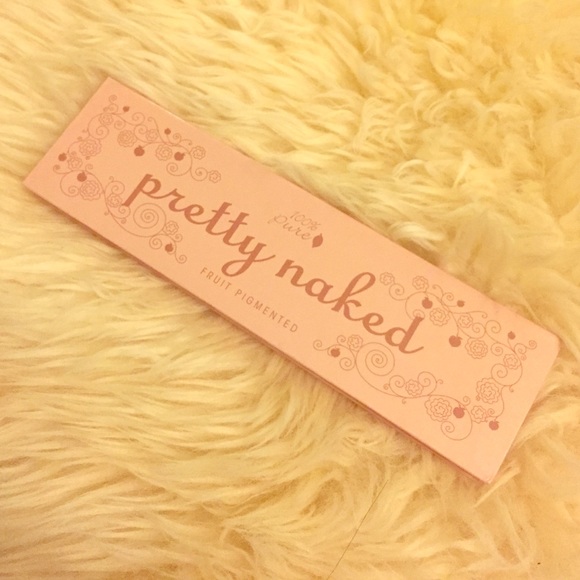 100%
pure
pretty naked
FRUIT PIGMENTED